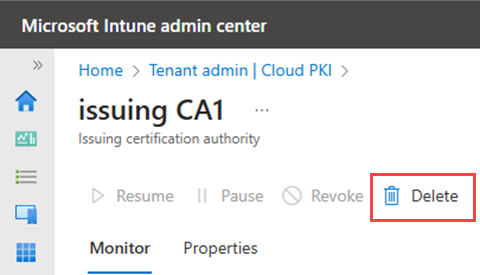 Microsoft Intune admin center
Home > Tenant admin | Cloud PKI >
issuing CA1 ...
Issuing certification authority
Resume Pause Revoke Delete
Monitor Properties